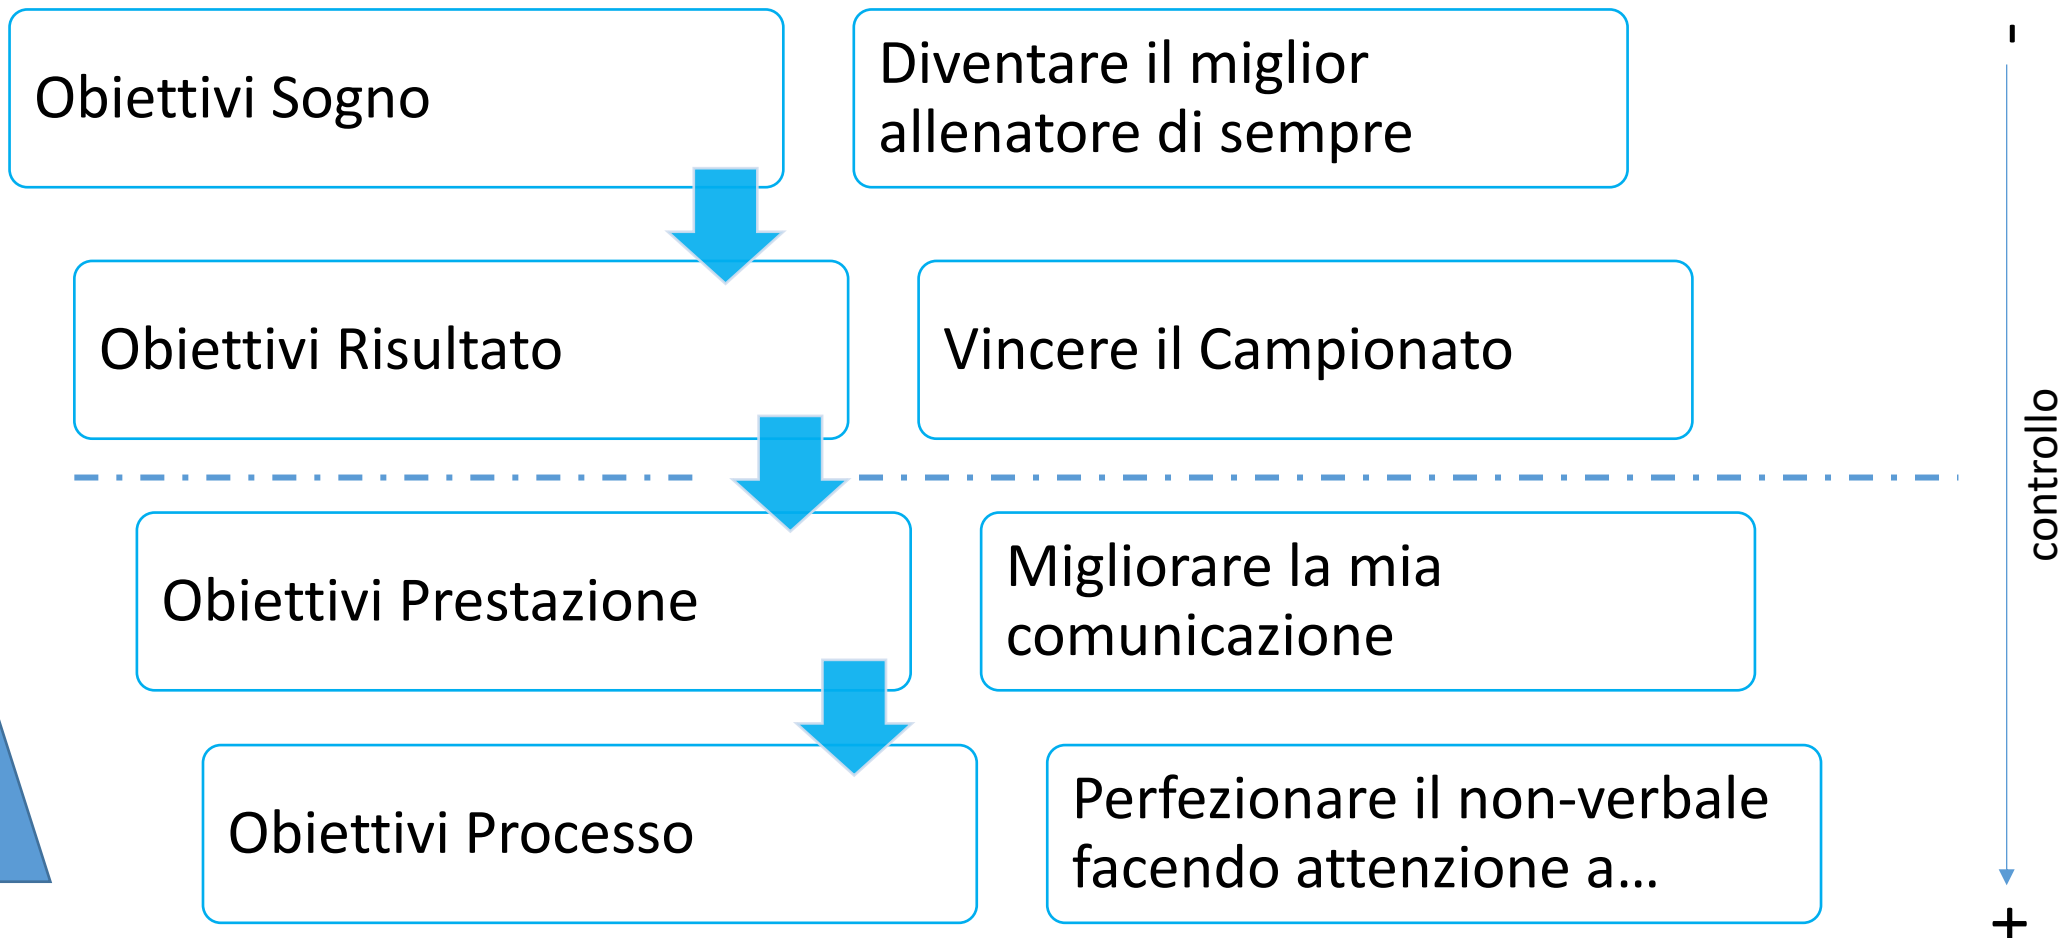 Obiettivi Sogno
Diventare il miglior
allenatore di sempre
-
Obiettivi Risultato
Vincere il Campionato
controllo
Obiettivi Prestazione
Migliorare la mia
comunicazione
Obiettivi Processo
Perfezionare il non-verbale
facendo attenzione a...
+